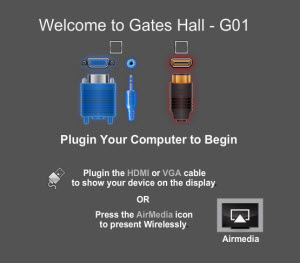 Welcome to Gates Hall - G01
Plugin Your Computer to Begin
Plugin the HDMI or VGA cable
to show your device on the display.
OR
Press the AirMedia icon
to present Wirelessly.
Airmedia